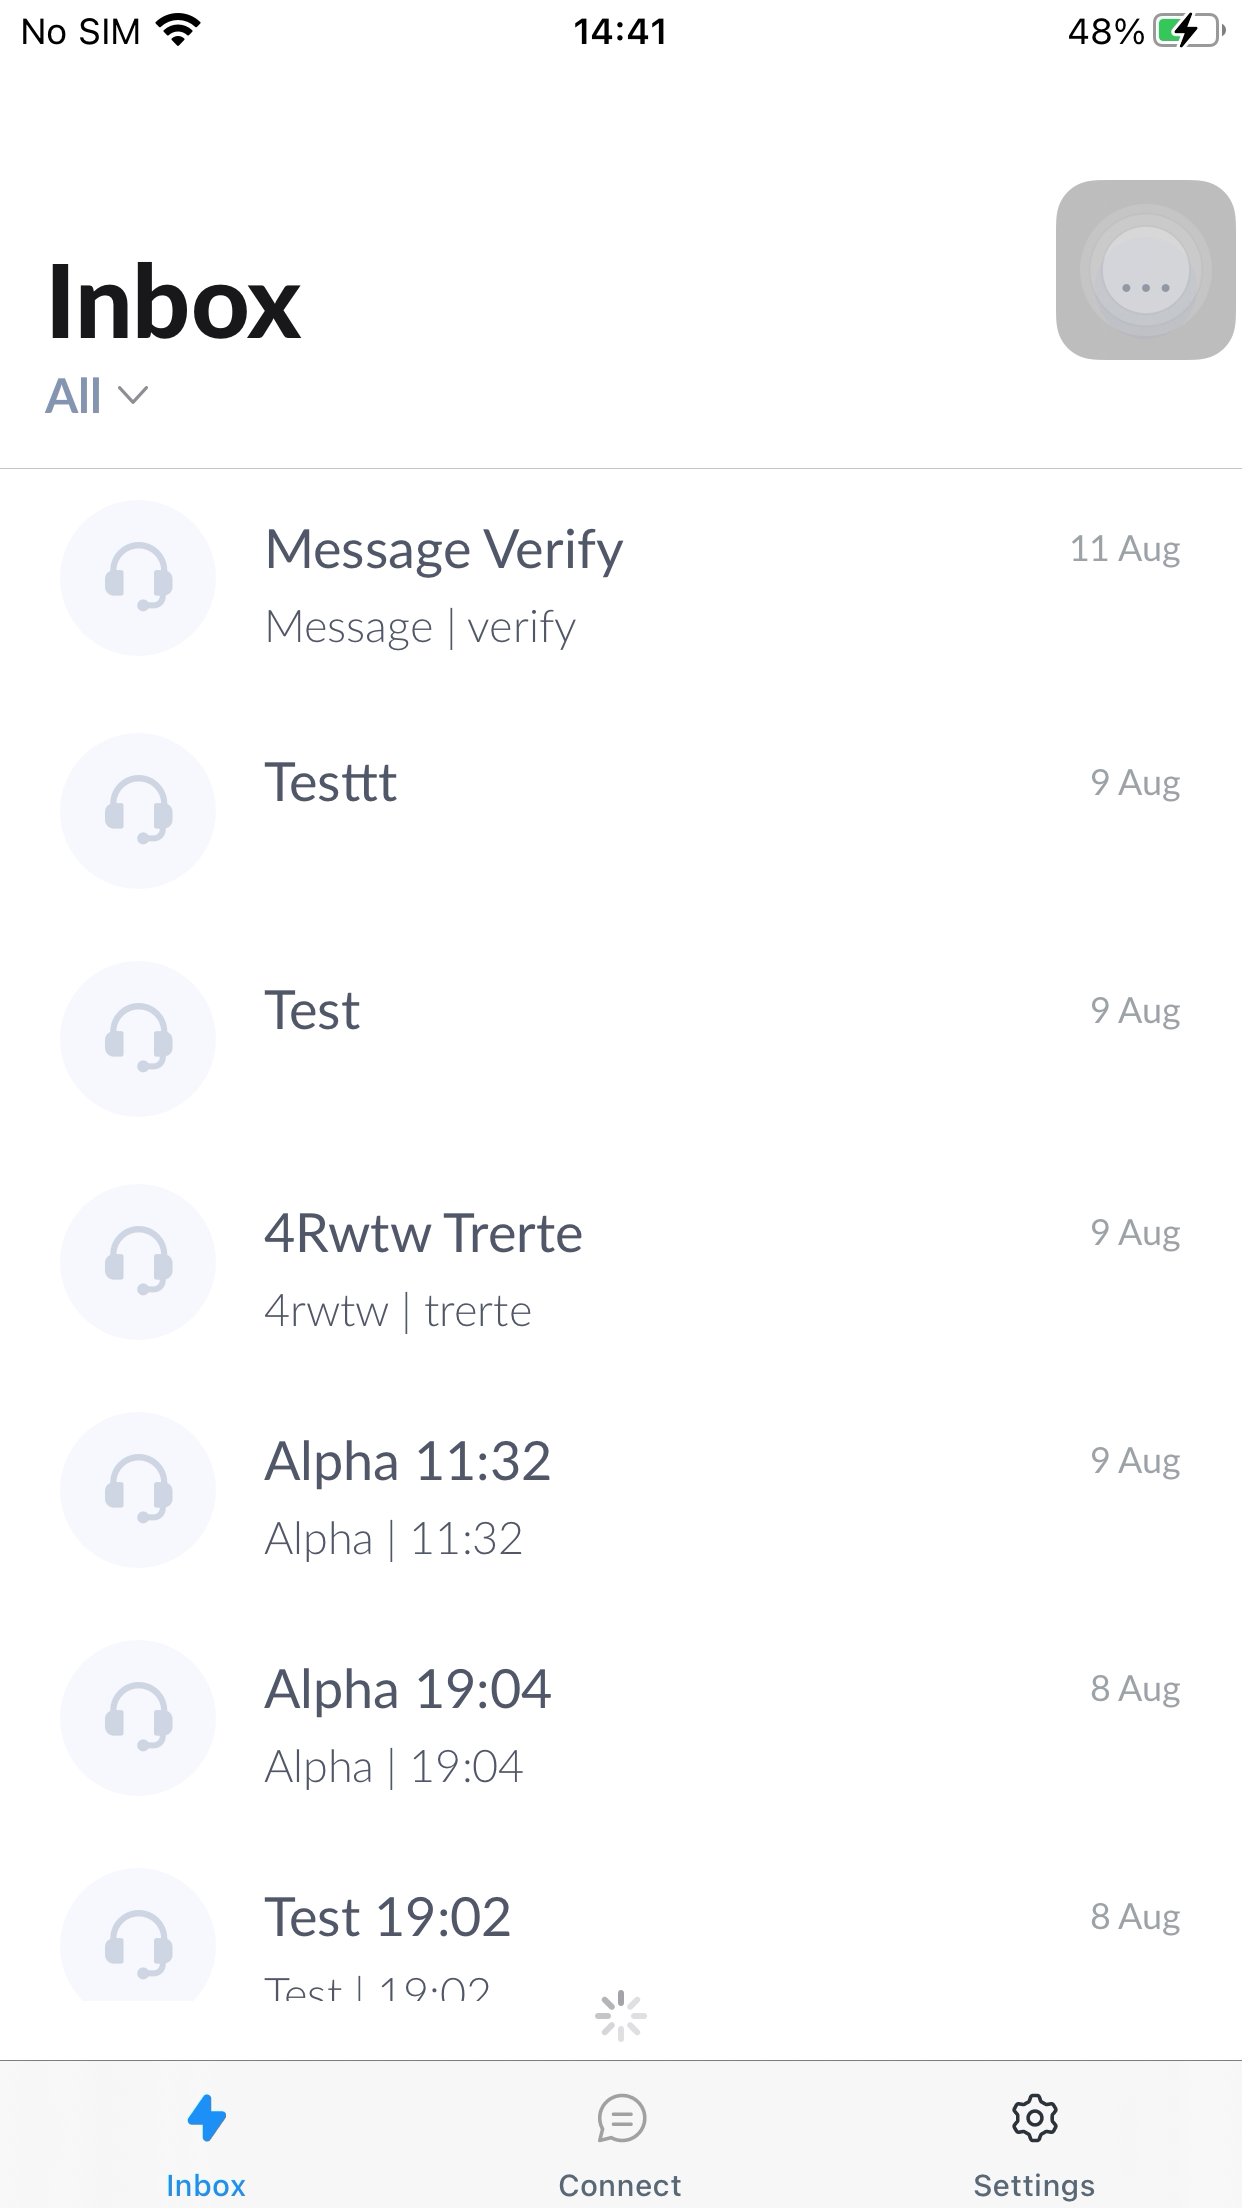 No SIM 14:41 48%
Inbox
All
Message Verify 11 Aug
Message | verify
Testtt 9 Aug
Test 9 Aug
4Rwtw Trerte 9 Aug
4rwtw | trerte
Alpha 11:32 9 Aug
Alpha | 11:32
Alpha 19:04 8 Aug
Alpha | 19:04
Test 19:02 8 Aug
Test | 19:02
Inbox Connect Settings